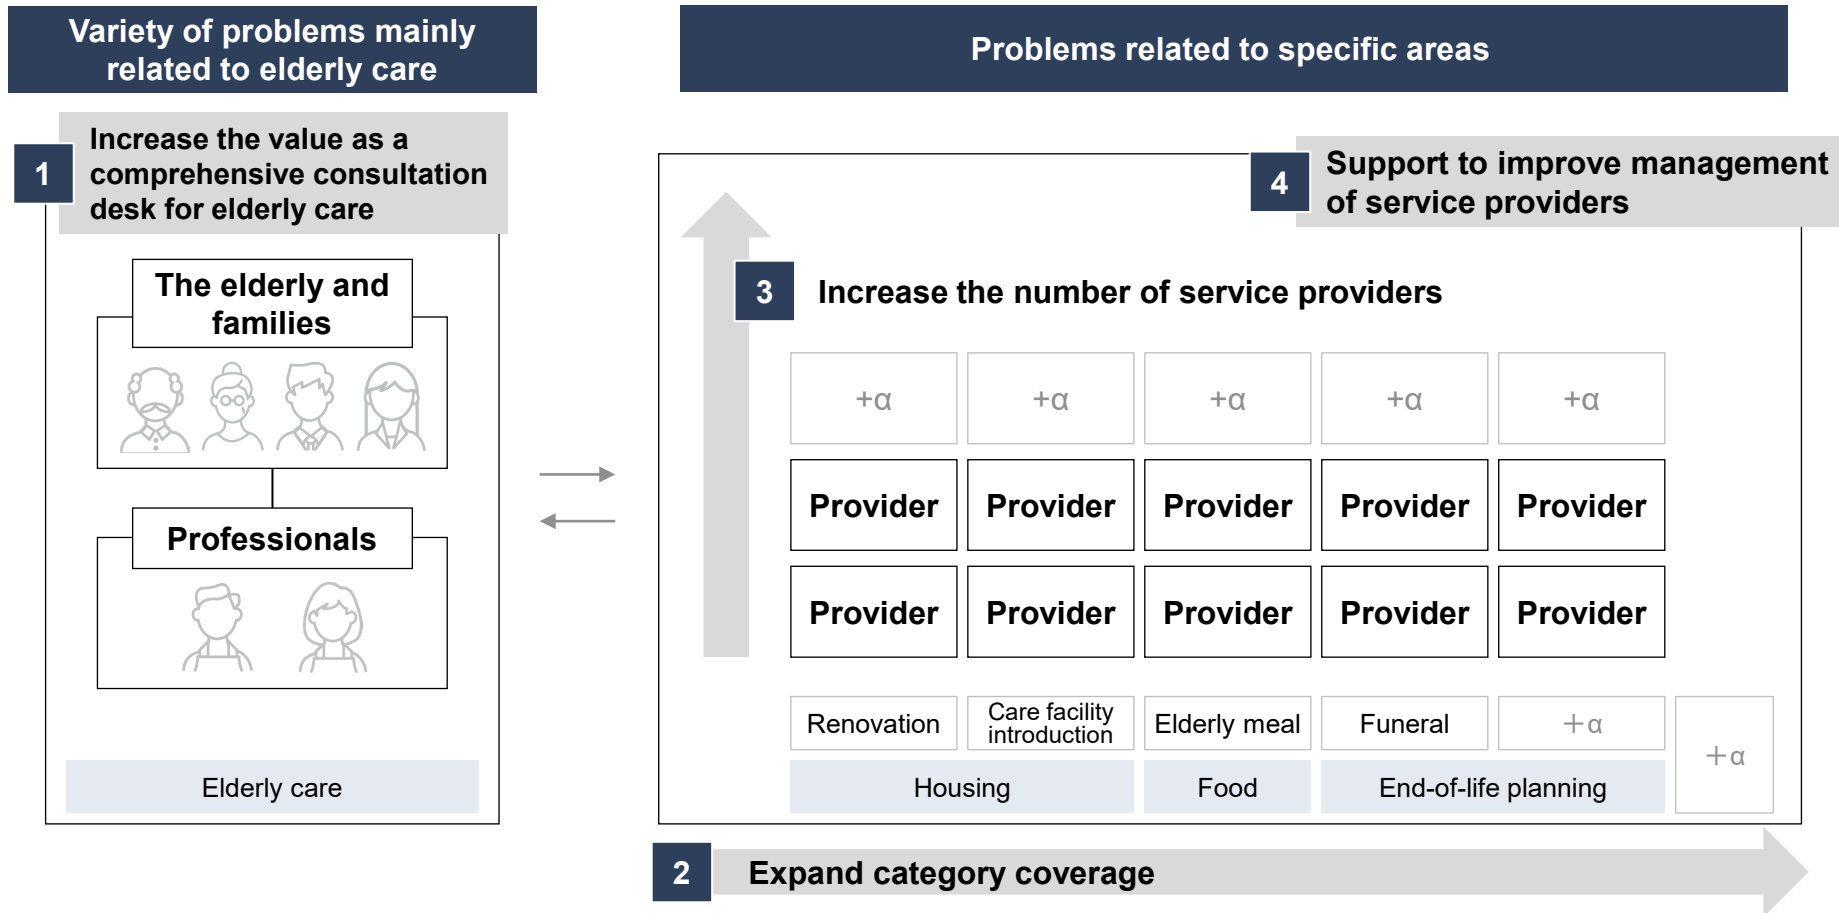 Variety of problems mainly
related to elderly care
Problems related to specific areas
1
Increase the value as a
comprehensive consultation
desk for elderly care
The elderly and
families
Professionals
Elderly care
4
Support to improve management
of service providers
3
Increase the number of service providers
+α
+α
+α
+α
+α
Provider
Provider
Provider
Provider
Provider
Provider
Provider
Provider
Provider
Provider
Renovation
Care facility
introduction
Elderly meal
Funeral
+α
+α
Housing
Food
End-of-life planning
2
Expand category coverage